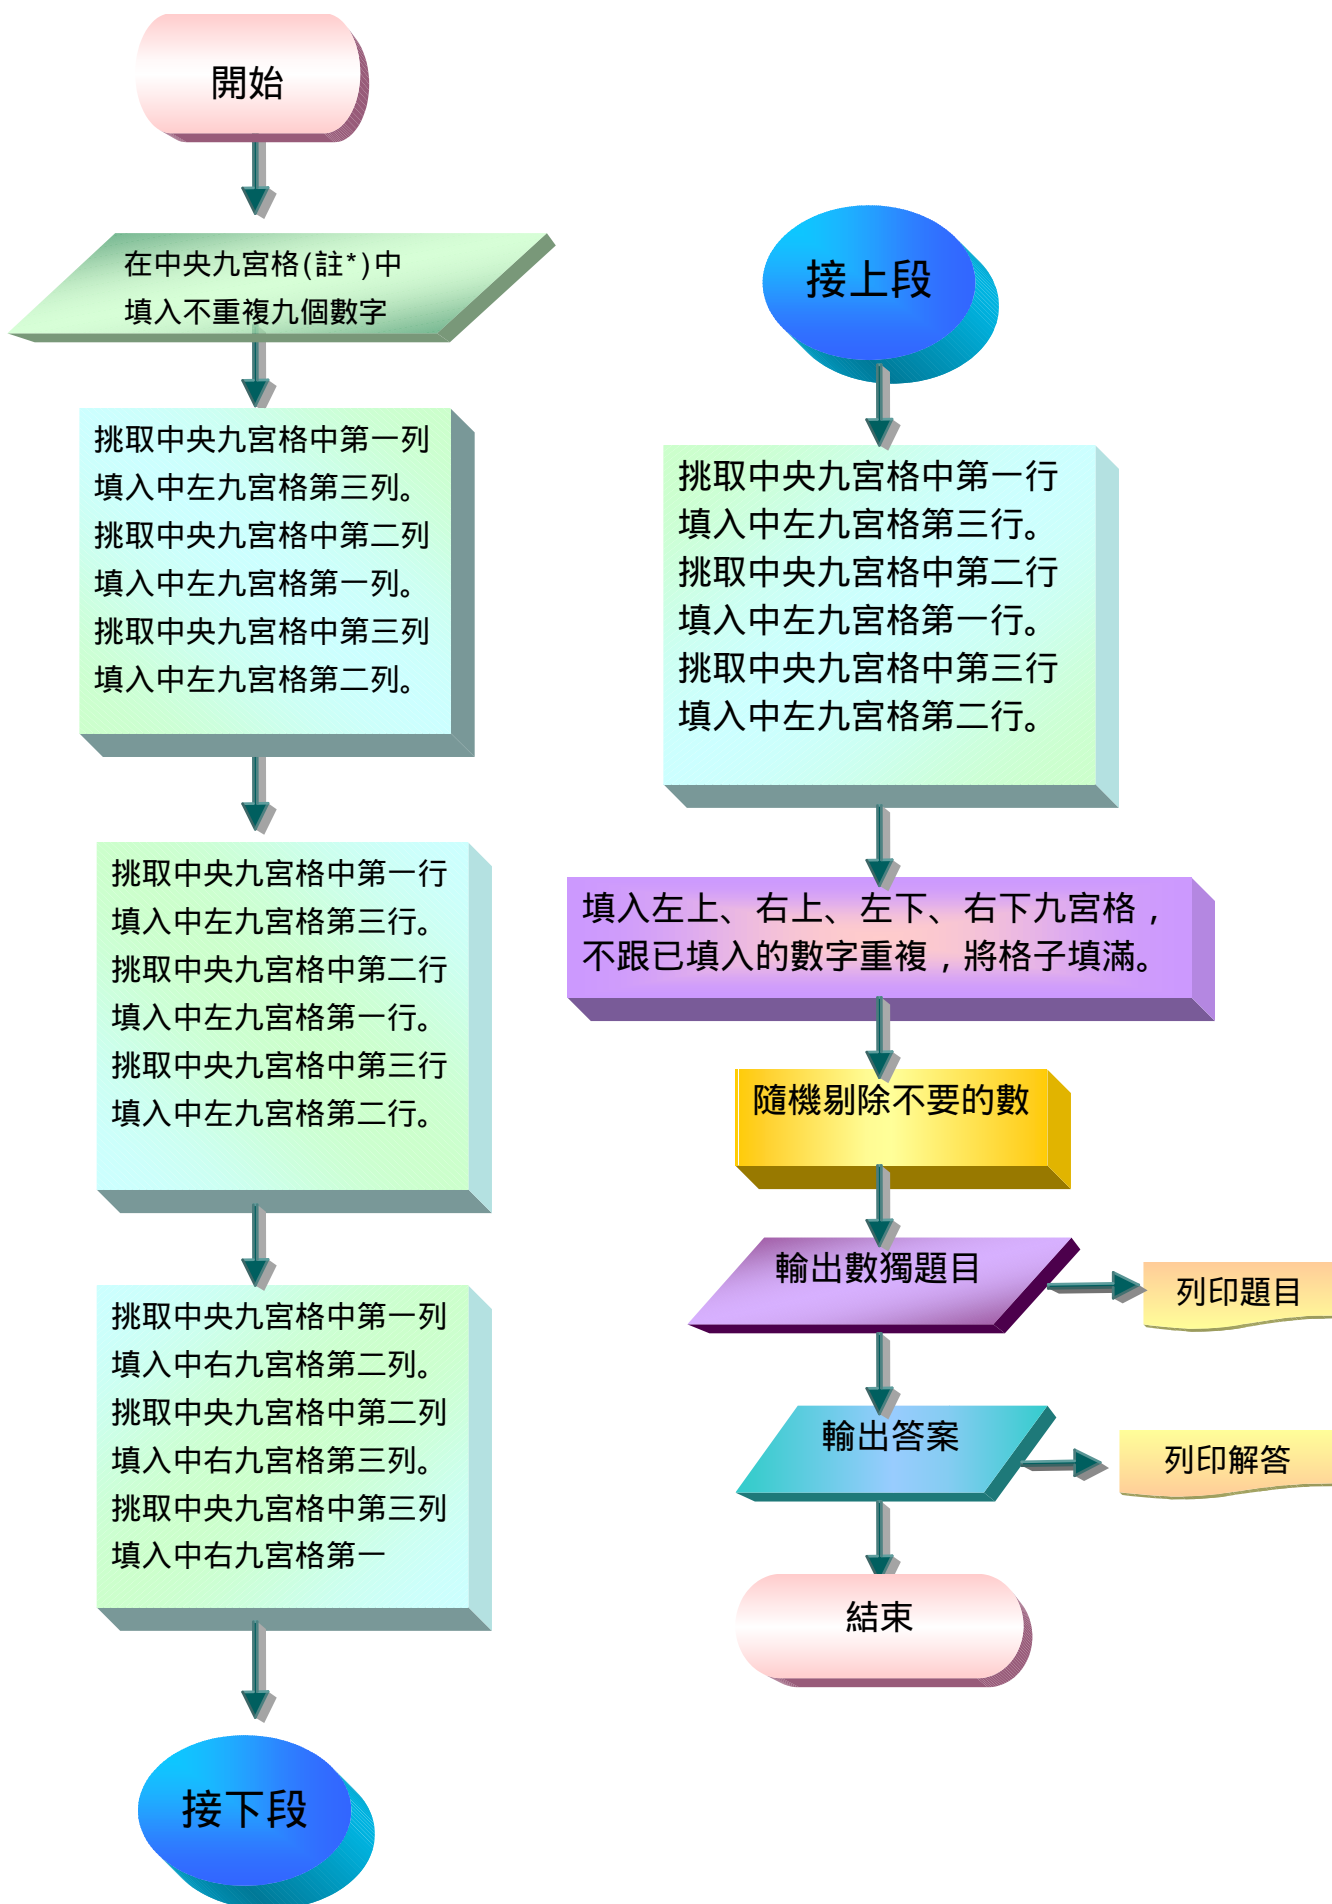 開始
在中央九宮格(註*)中
填入不重複九個數字
挑取中央九宮格中第一列
填入中左九宮格第三列。
挑取中央九宮格中第二列
填入中左九宮格第一列。
挑取中央九宮格中第三列
填入中左九宮格第二列。
挑取中央九宮格中第一行
填入中左九宮格第三行。
挑取中央九宮格中第二行
填入中左九宮格第一行。
挑取中央九宮格中第三行
填入中左九宮格第二行。
挑取中央九宮格中第一列
填入中右九宮格第二列。
挑取中央九宮格中第二列
填入中右九宮格第三列。
挑取中央九宮格中第三列
填入中右九宮格第一
接下段
接上段
挑取中央九宮格中第一行
填入中左九宮格第三行。
挑取中央九宮格中第二行
填入中左九宮格第一行。
挑取中央九宮格中第三行
填入中左九宮格第二行。
填入左上、右上、左下、右下九宮格，
不跟已填入的數字重複，將格子填滿。
隨機剔除不要的數
輸出數獨題目
列印題目
輸出答案
列印解答
結束